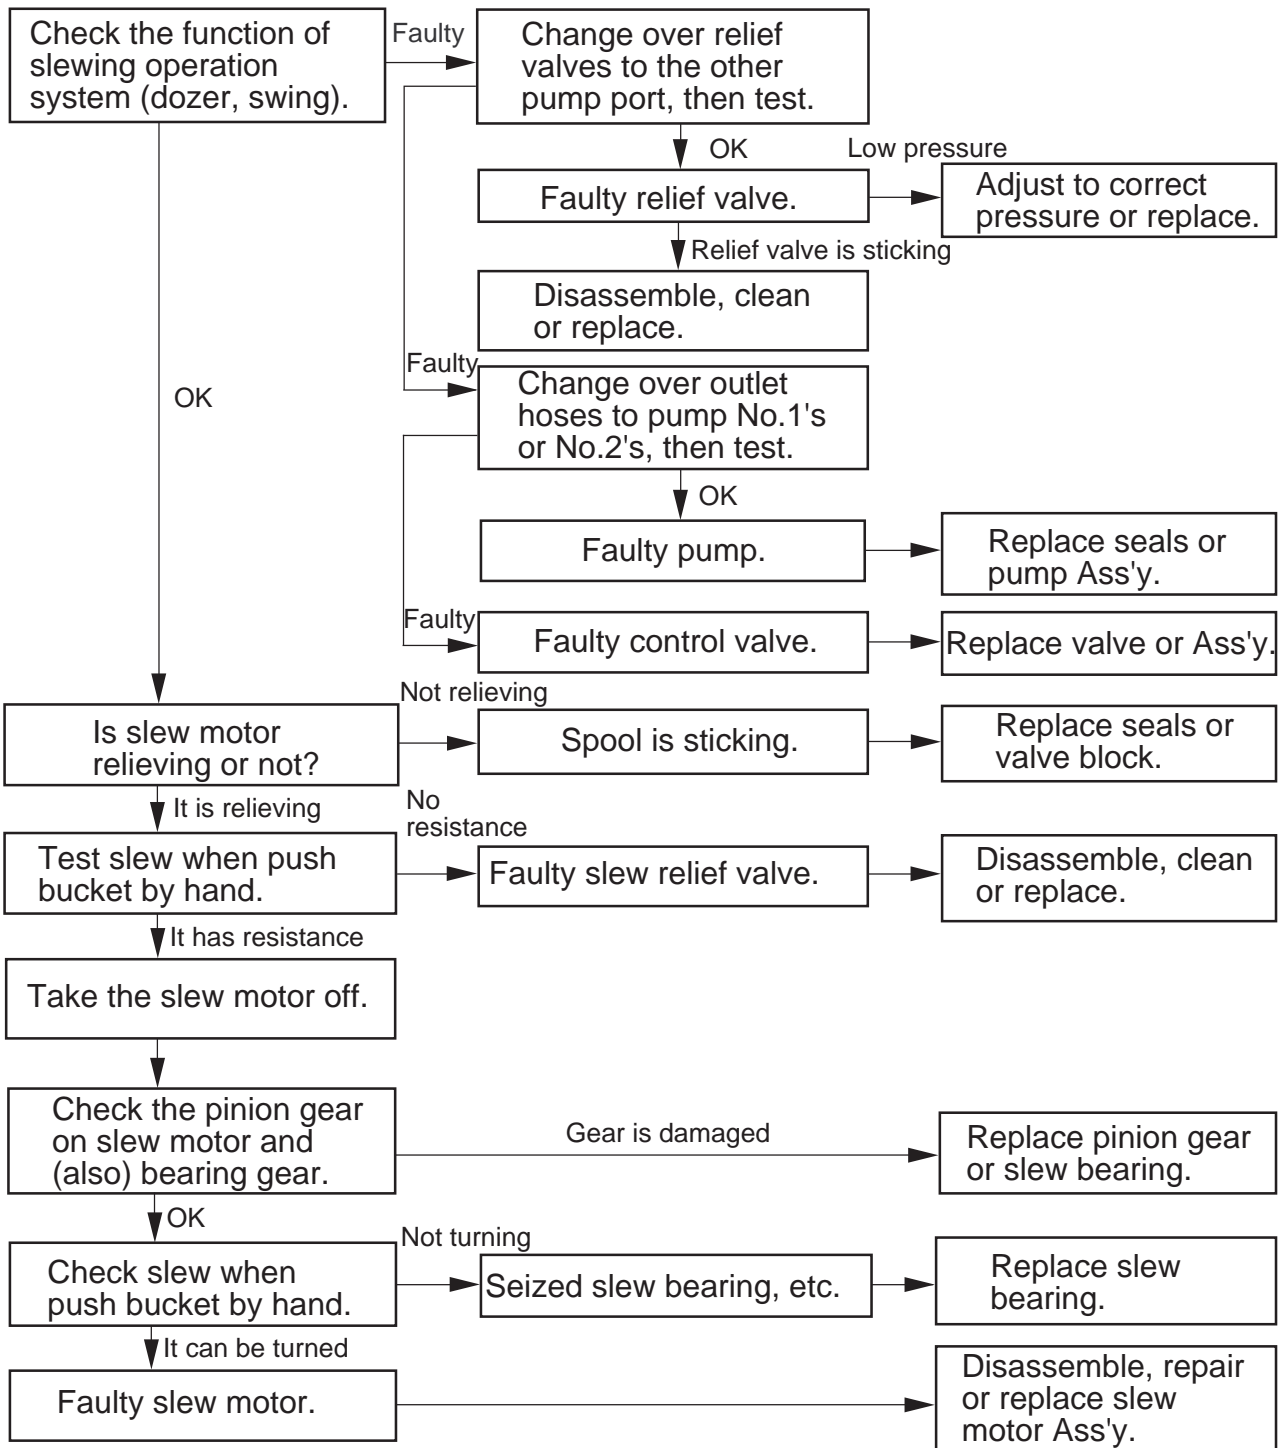 Check the function of
slewing operation
system (dozer, swing).
Faulty
Change over relief
valves to the other
pump port, then test.
OK
Low pressure
Faulty relief valve.
Adjust to correct
pressure or replace.
Relief valve is sticking
Disassemble, clean
or replace.
Faulty
OK
Change over outlet
hoses to pump No.1's
or No.2's, then test.
OK
Faulty pump.
Replace seals or
pump Ass'y.
Faulty
Faulty control valve.
Replace valve or Ass'y.
Not relieving
Is slew motor
relieving or not?
Spool is sticking.
Replace seals or
valve block.
It is relieving
No
resistance
Test slew when push
bucket by hand.
Faulty slew relief valve.
Disassemble, clean
or replace.
It has resistance
Take the slew motor off.
Check the pinion gear
on slew motor and
(also) bearing gear.
Gear is damaged
Replace pinion gear
or slew bearing.
OK
Not turning
Check slew when
push bucket by hand.
Seized slew bearing, etc.
Replace slew
bearing.
It can be turned
Faulty slew motor.
Disassemble, repair
or replace slew
motor Ass'y.